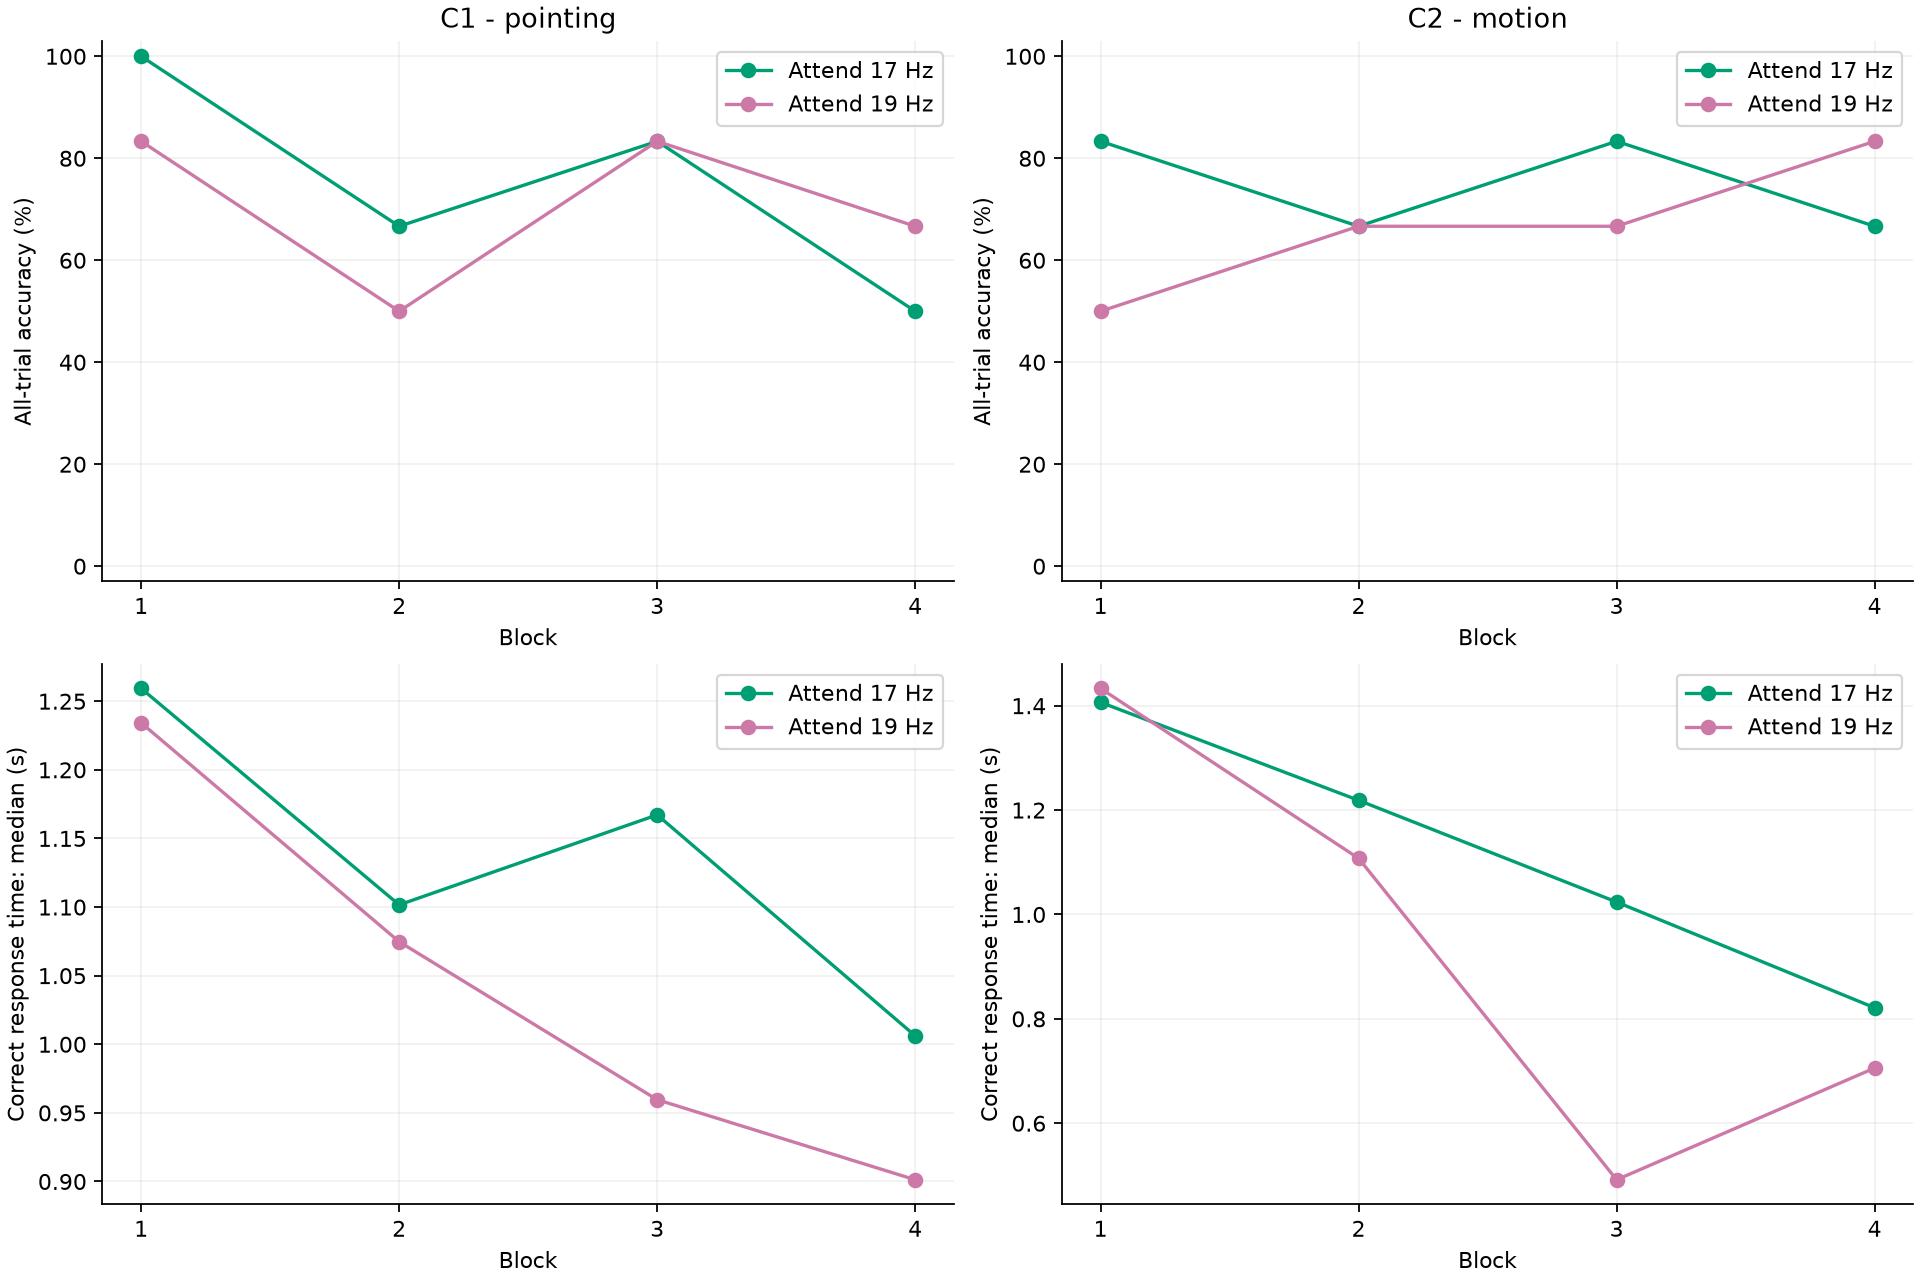 C1 - pointing
All-trial accuracy (%)
100
80
60
40
20
0
Attend 17 Hz
Attend 19 Hz
1 2 3 4
Block
C2 - motion
All-trial accuracy (%)
100
80
60
40
20
0
Attend 17 Hz
Attend 19 Hz
1 2 3 4
Block
Correct response time: median (s)
1.25
1.20
1.15
1.10
1.05
1.00
0.95
0.90
Attend 17 Hz
Attend 19 Hz
1 2 3 4
Block
Correct response time: median (s)
1.4
1.2
1.0
0.8
0.6
Attend 17 Hz
Attend 19 Hz
1 2 3 4
Block